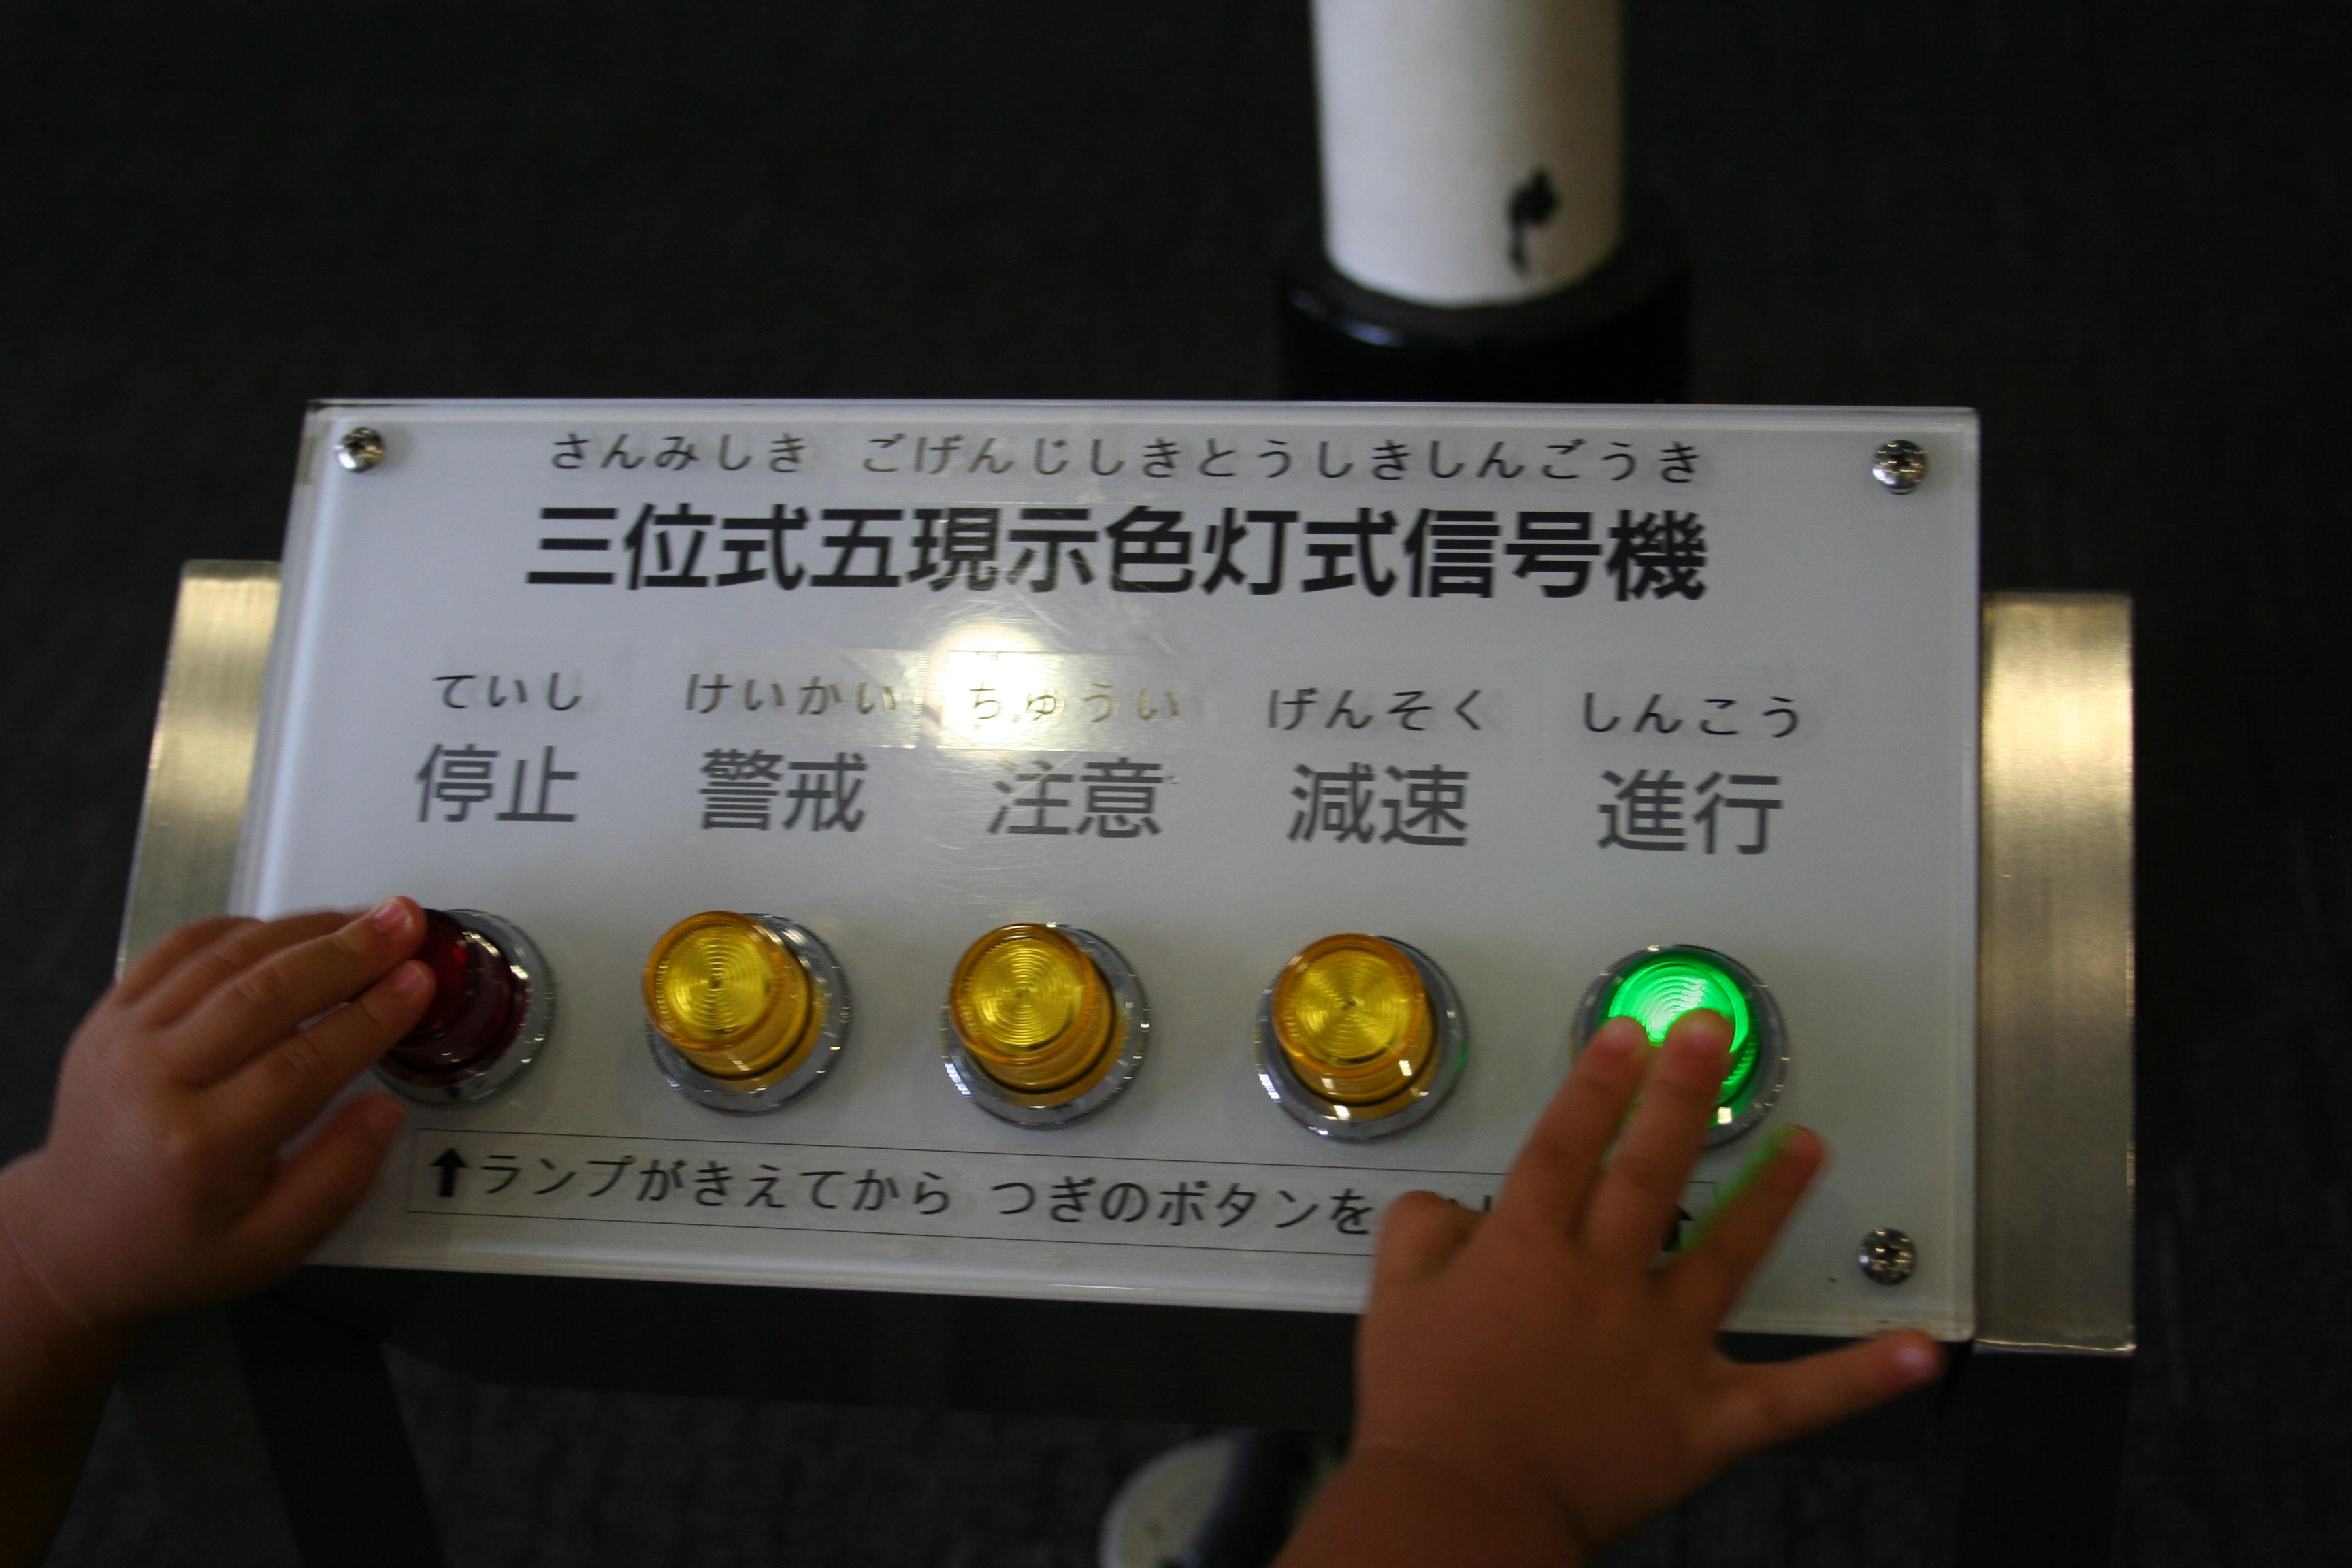 さんみしき ごげんじしきとうしきしんごうき
三位式五現示色灯式信号機
ていし けいかい ちゅうい げんそく しんこう
停止 警戒 注意 減速 進行
↑ランプがきえてから つぎのボタンを